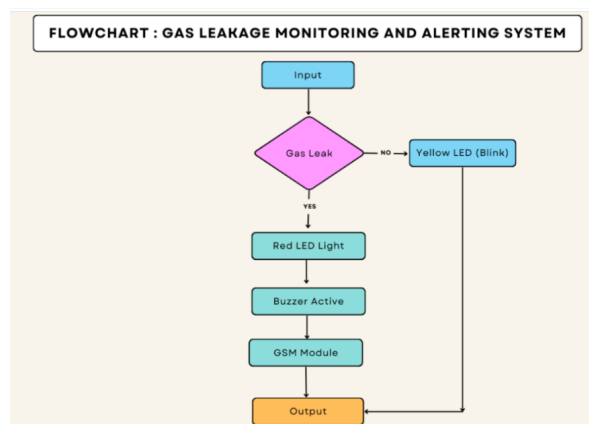 FLOWCHART : GAS LEAKAGE MONITORING AND ALERTING SYSTEM
Input
Gas Leak
NO
Yellow LED (Blink)
YES
Red LED Light
Buzzer Active
GSM Module
Output